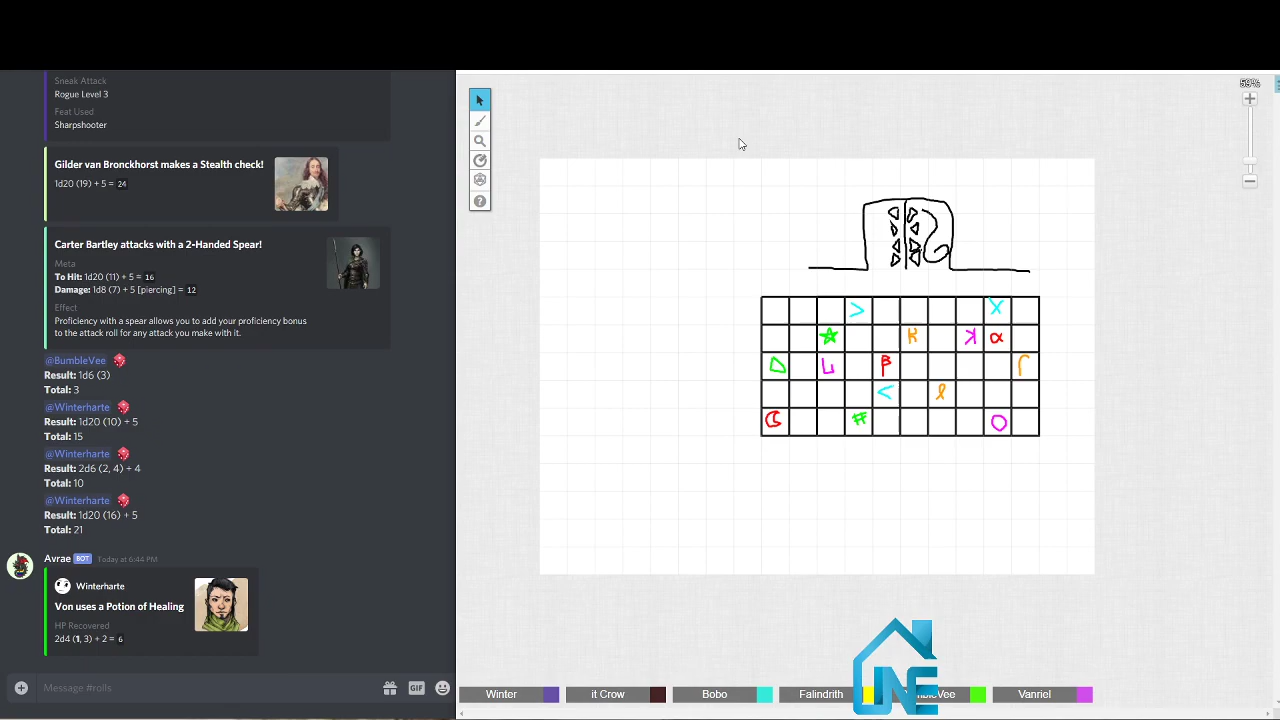 Sneak Attack
Rogue Level 3
Feat Used
Sharpshooter
Gilder van Bronckhorst makes a Stealth check!
1d20 (19) + 5 = 24
Carter Bartley attacks with a 2-Handed Spear!
Meta
To Hit: 1d20 (11) + 5 = 16
Damage: 1d8 (7) + 5 [piercing] = 12
Effect
Proficiency with a spear allows you to add your proficiency bonus
to the attack roll for any attack you make with it.
@BumbleVee
Result: 1d6 (3)
Total: 3
@Winterharte
Result: 1d20 (10) + 5
Total: 15
@Winterharte
Result: 2d6 (2, 4) + 4
Total: 10
@Winterharte
Result: 1d20 (16) + 5
Total: 21
Avrae BOT Today at 6:44 PM
Winterharte
Von uses a Potion of Healing
HP Recovered
2d4 (1, 3) + 2 = 6
Message #rolls
GIF
59%
> X
K α
β
<
#
NE
Winter it Crow Bobo Falindrith Vee Vanriel